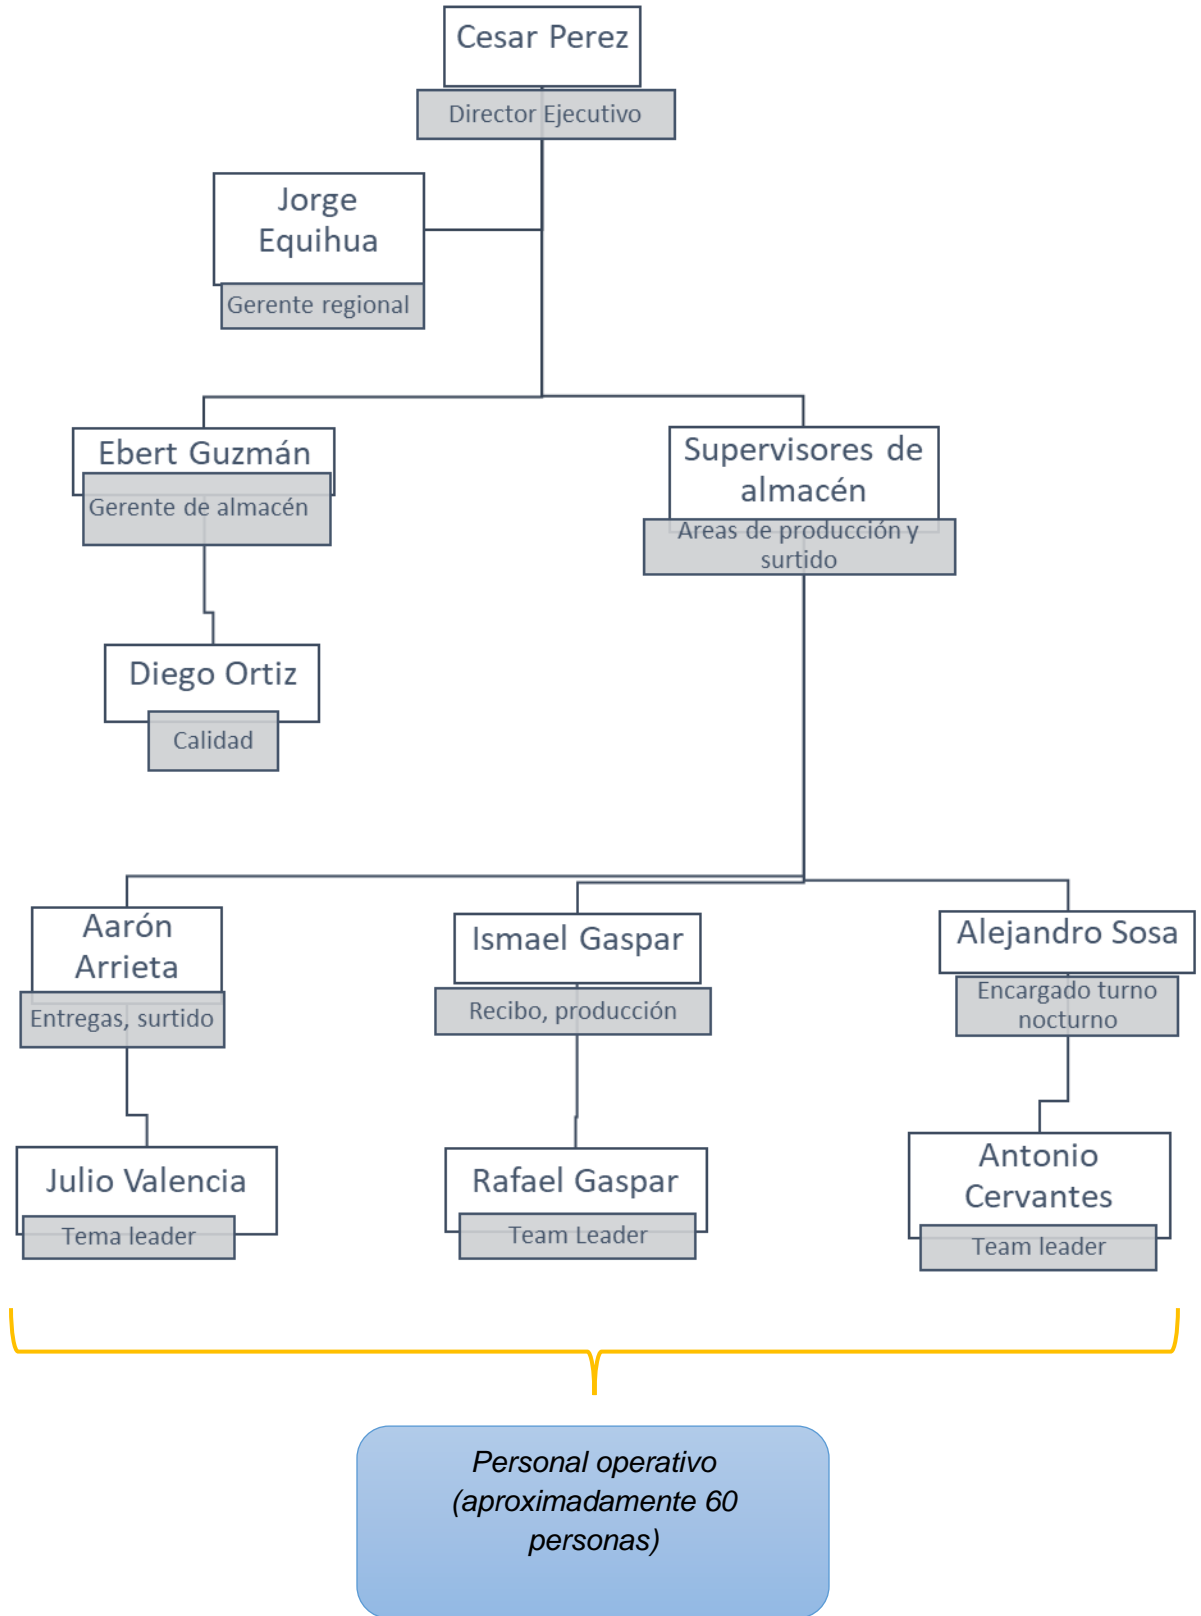 Cesar Perez
Director Ejecutivo
Jorge
Equihua
Gerente regional
Ebert Guzmán
Gerente de almacén
Supervisores de
almacén
Areas de producción y
surtido
Diego Ortiz
Calidad
Aarón
Arrieta
Entregas, surtido
Ismael Gaspar
Recibo, producción
Alejandro Sosa
Encargado turno
nocturno
Julio Valencia
Tema leader
Rafael Gaspar
Team Leader
Antonio
Cervantes
Team leader
Personal operativo
(aproximadamente 60
personas)